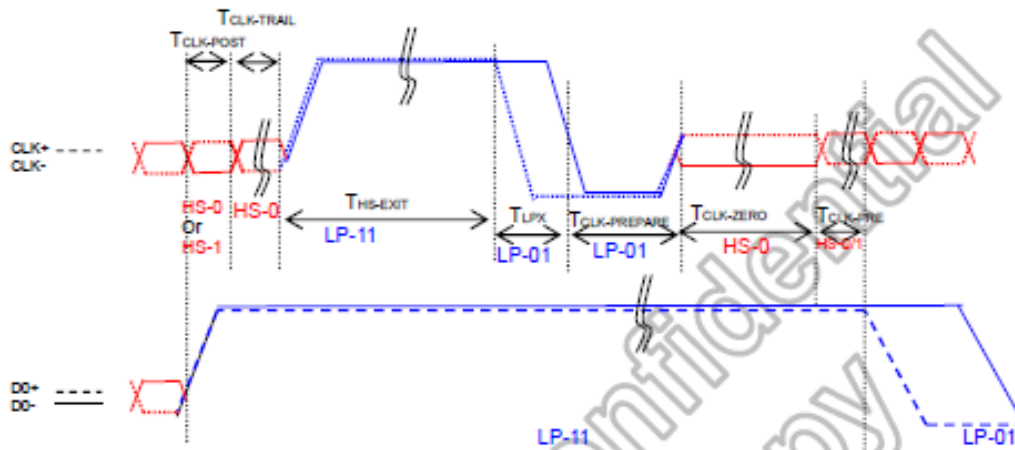 TCLK-TRAIL
TCLK-POST
CLK+
CLK-
HS-0
Or
HS-1
HS-0
THS-EXIT
LP-11
TLPX
LP-01
TCLK-PREPARE
LP-01
TCLK-ZERO
HS-0
TCLK-PRE
HS-0/1
D0+
D0-
LP-11
LP-01
onfidential
py